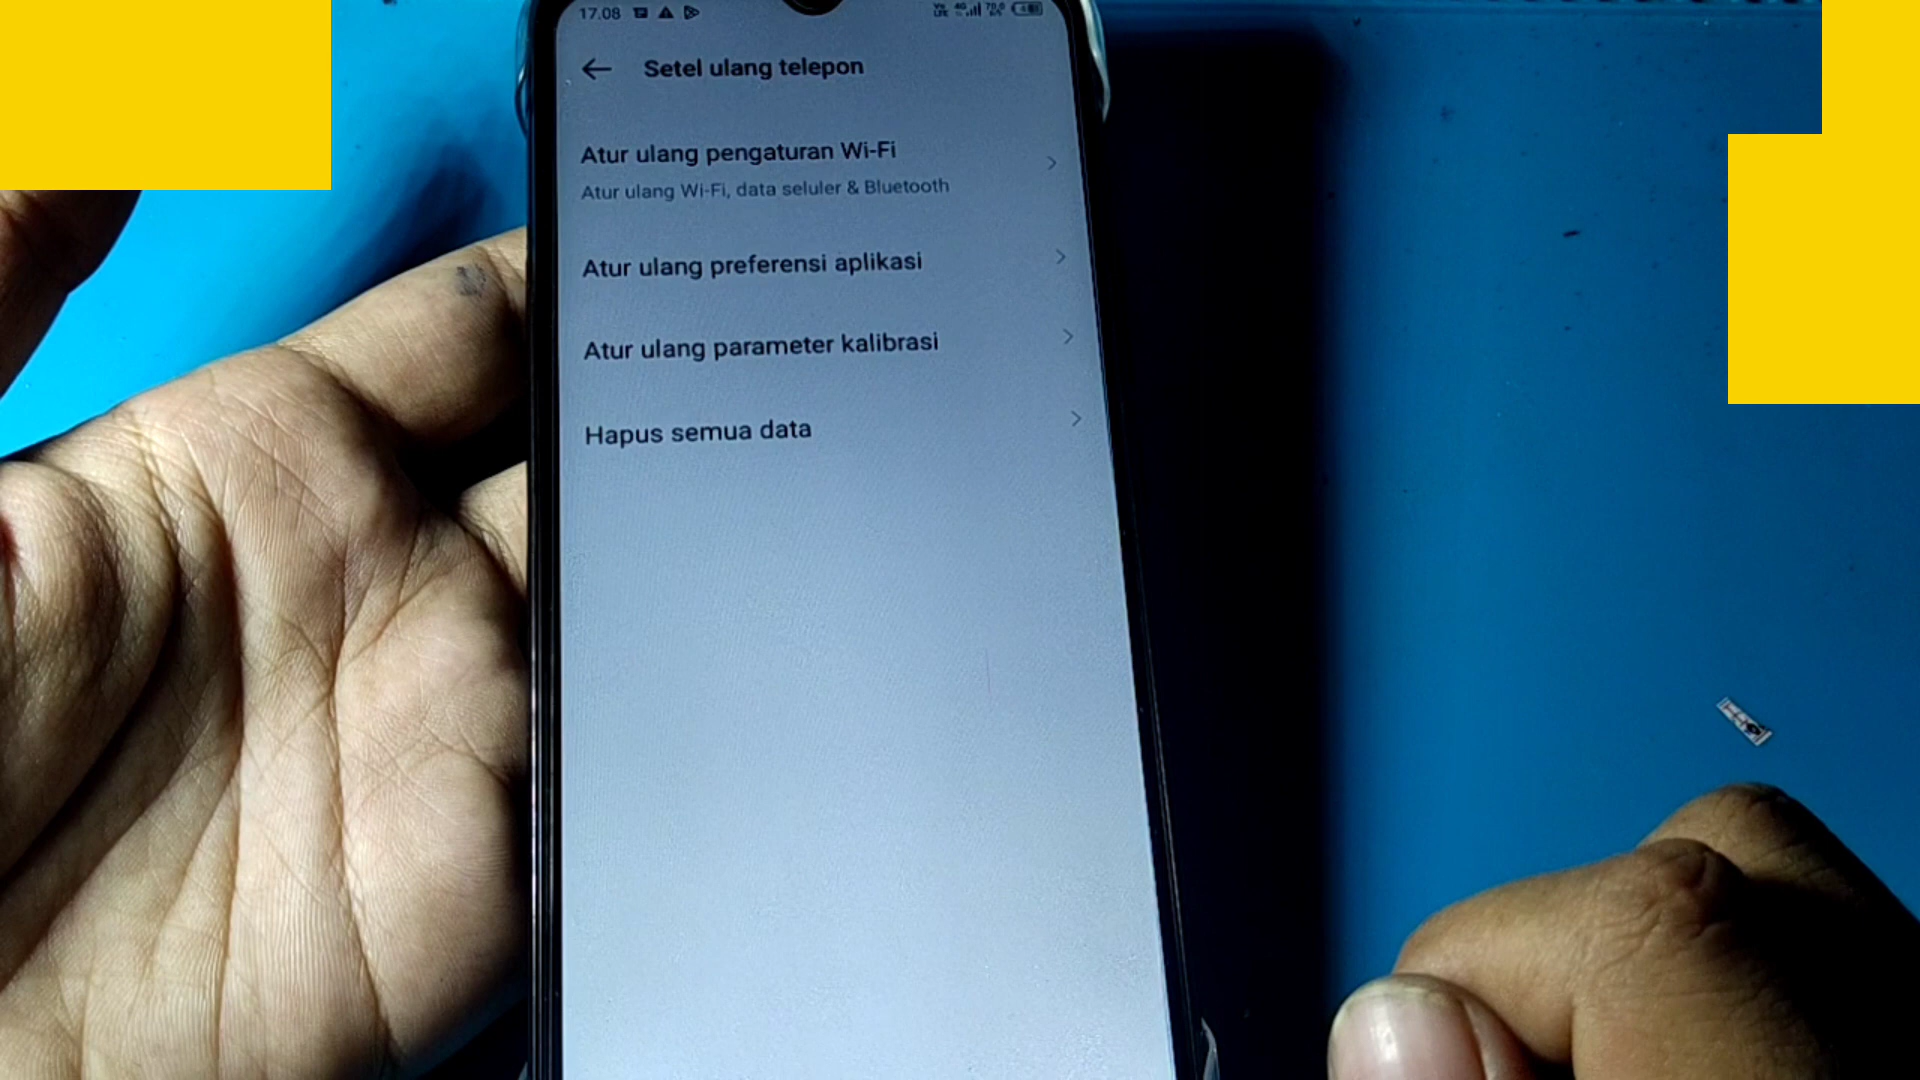 17.08
Setel ulang telepon
Atur ulang pengaturan Wi-Fi
Atur ulang Wi-Fi, data seluler & Bluetooth
Atur ulang preferensi aplikasi
Atur ulang parameter kalibrasi
Hapus semua data